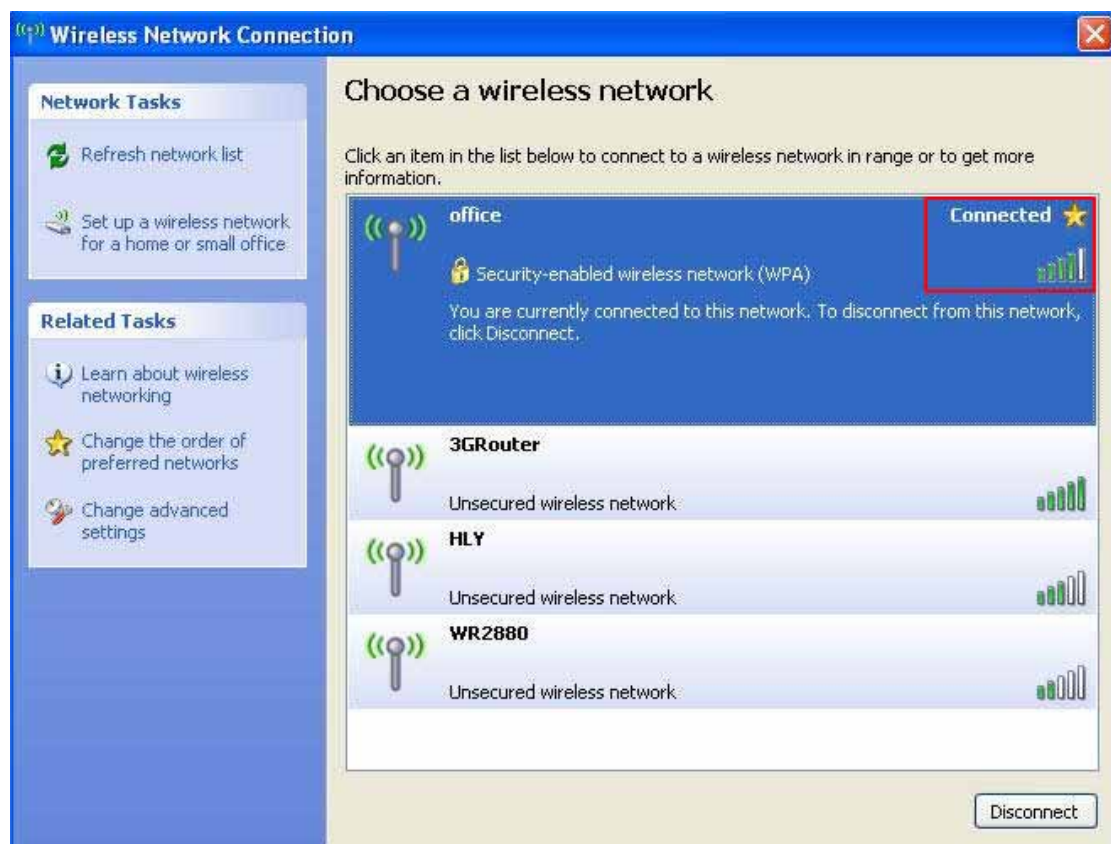 Wireless Network Connection
Network Tasks
Refresh network list
Set up a wireless network
for a home or small office
Related Tasks
Learn about wireless
networking
Change the order of
preferred networks
Change advanced
settings
Choose a wireless network
Click an item in the list below to connect to a wireless network in range or to get more
information.
office
Connected
Security-enabled wireless network (WPA)
You are currently connected to this network. To disconnect from this network,
click Disconnect.
3GRouter
Unsecured wireless network
HLY
Unsecured wireless network
WR2880
Unsecured wireless network
Disconnect